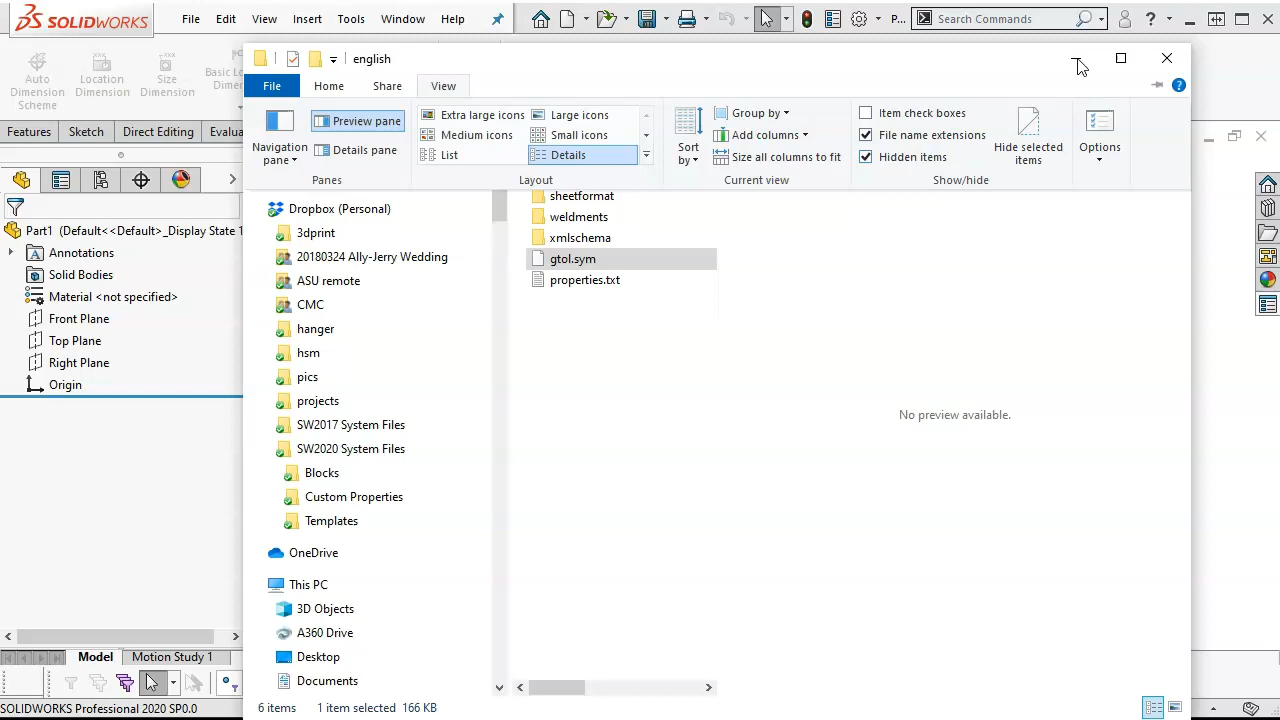 SOLIDWORKS
File Edit View Insert Tools Window Help
P... Search Commands ?
Auto Dimension Scheme
Location Dimension
Size Dimension
Basic Lo
Dimer
Features Sketch Direct Editing Evalua
Part1 (Default<<Default>_Display State 1
Annotations
Solid Bodies
Material <not specified>
Front Plane
Top Plane
Right Plane
Origin
Model Motion Study 1
SOLIDWORKS Professional 2020 SP0.0
english
File Home Share View
Navigation pane
Preview pane
Details pane
Panes
Extra large icons Large icons
Medium icons Small icons
List Details
Layout
Sort by
Group by
Add columns
Size all columns to fit
Current view
Item check boxes
File name extensions
Hidden items
Hide selected items
Show/hide
Options
Dropbox (Personal)
3dprint
20180324 Ally-Jerry Wedding
ASU remote
CMC
hanger
hsm
pics
projects
SW2017 System Files
SW2020 System Files
Blocks
Custom Properties
Templates
OneDrive
This PC
3D Objects
A360 Drive
Desktop
Documents
sheetformat
weldments
xmlschema
gtol.sym
properties.txt
No preview available.
6 items 1 item selected 166 KB